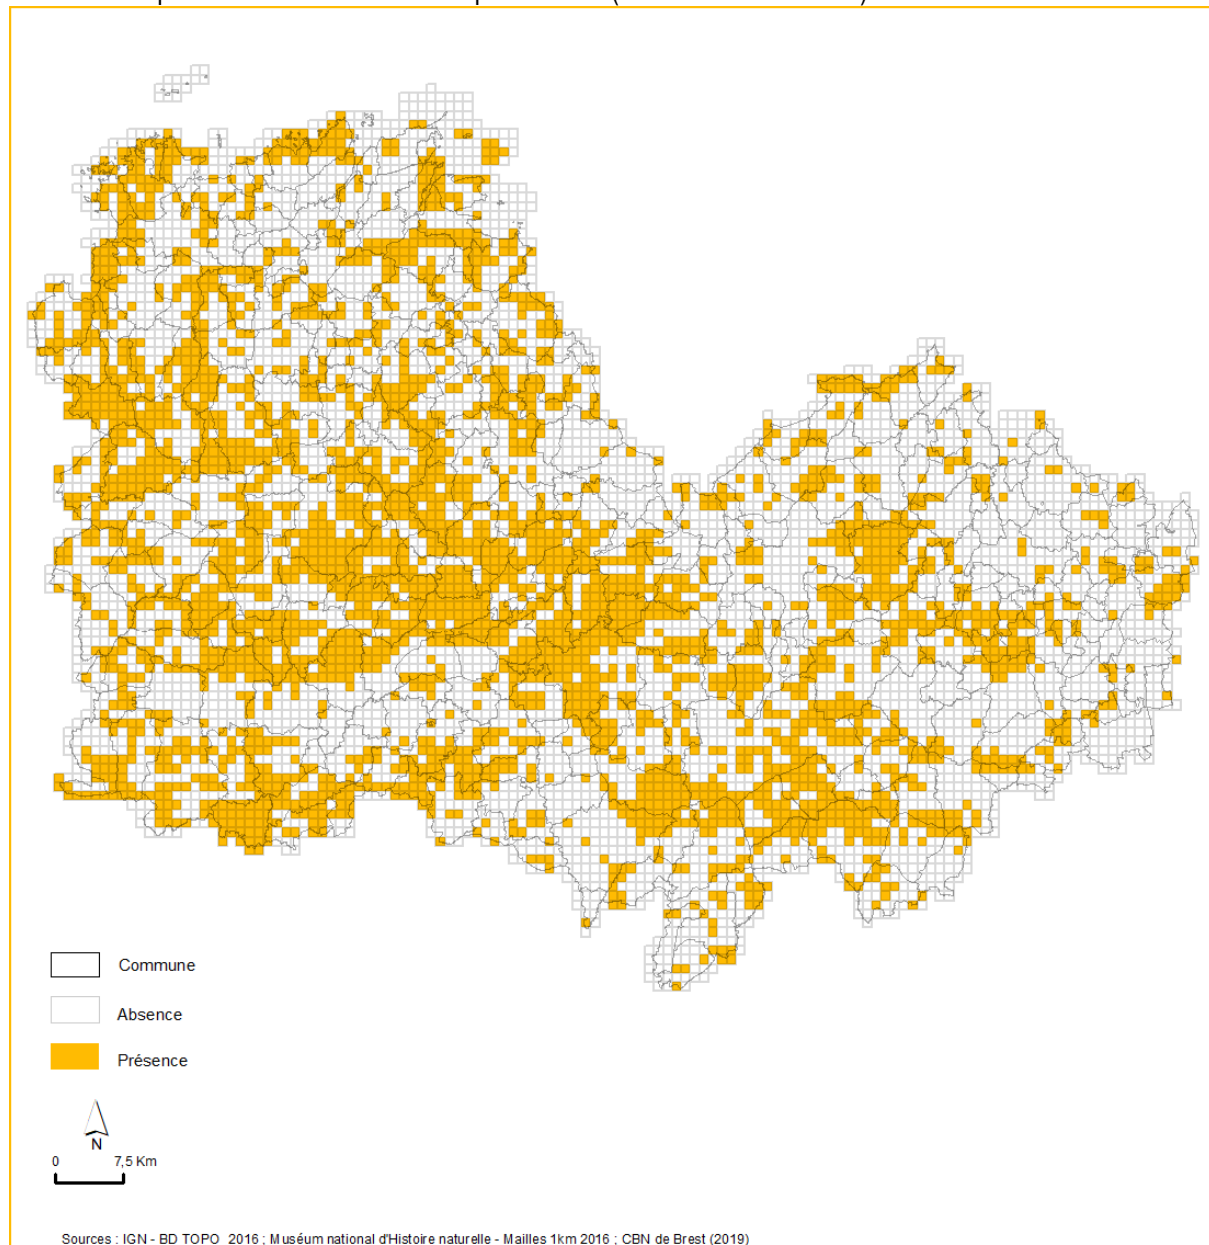 Commune
Absence
Présence
N
0 7,5 Km
Sources : IGN - BD TOPO 2016 ; Muséum national d'Histoire naturelle - Mailles 1km 2016 ; CBN de Brest (2019)